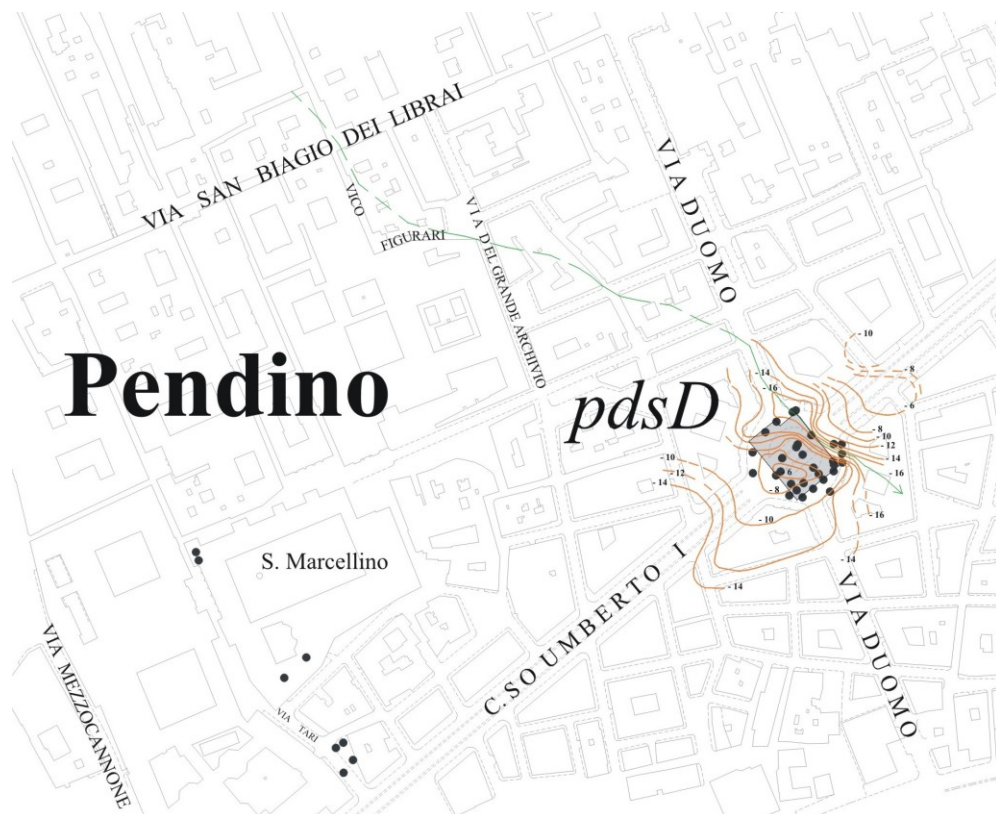 VIA SAN BIAGIO DEI LIBRAI
VICO
FIGURARI
VIA DEL GRANDE ARCHIVIO
VIA DUOMO
Pendino
pdsD
- 10
- 8
- 6
- 14
- 16
- 8
- 10
- 12
- 14
- 16
- 10
- 12
- 14
6
- 8
- 10
- 16
- 14
- 14
S. Marcellino
C. SO UMBERTO I
VIA DUOMO
VIA MEZZOCANNONE
VIA TARI